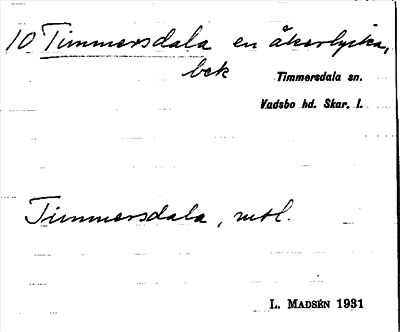 10 Timmersdala en åkerlycka,
bek
Timmersdala sn.
Vadsbo hd. Skar. l.
Timmersdala, mtl.
L. Madsén 1931